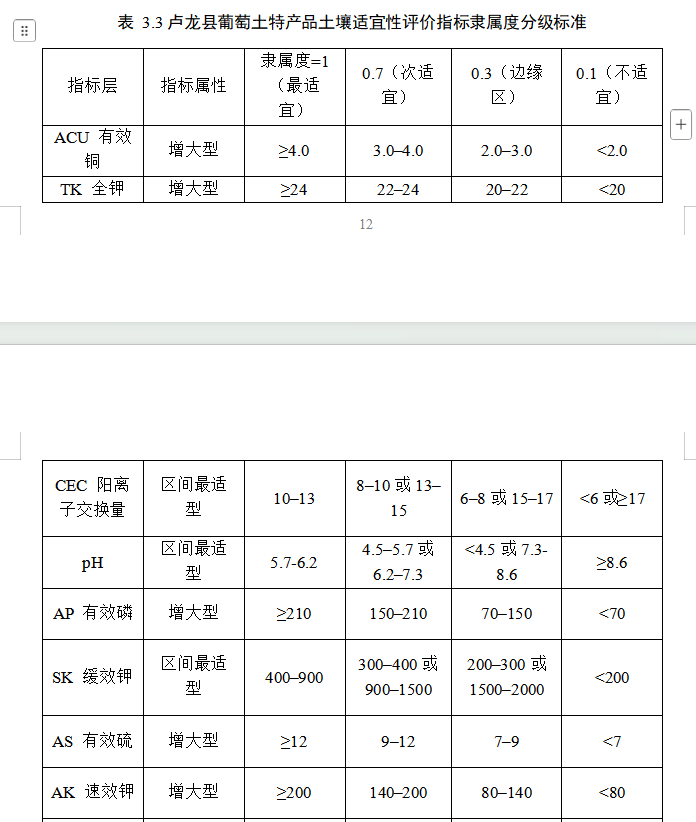 表 3.3 卢龙县葡萄土特产品土壤适宜性评价指标隶属度分级标准
指标层 指标属性 隶属度=1（最适宜） 0.7（次适宜） 0.3（边缘区） 0.1（不适宜）
ACU 有效铜 增大型 ≥4.0 3.0–4.0 2.0–3.0 <2.0
TK 全钾 增大型 ≥24 22–24 20–22 <20
12
CEC 阳离子交换量 区间最适型 10–13 8–10 或 13–15 6–8 或 15–17 <6 或≥17
pH 区间最适型 5.7-6.2 4.5–5.7 或 6.2–7.3 <4.5 或 7.3-8.6 ≥8.6
AP 有效磷 增大型 ≥210 150–210 70–150 <70
SK 缓效钾 区间最适型 400–900 300–400 或 900–1500 200–300 或 1500–2000 <200
AS 有效硫 增大型 ≥12 9–12 7–9 <7
AK 速效钾 增大型 ≥200 140–200 80–140 <80